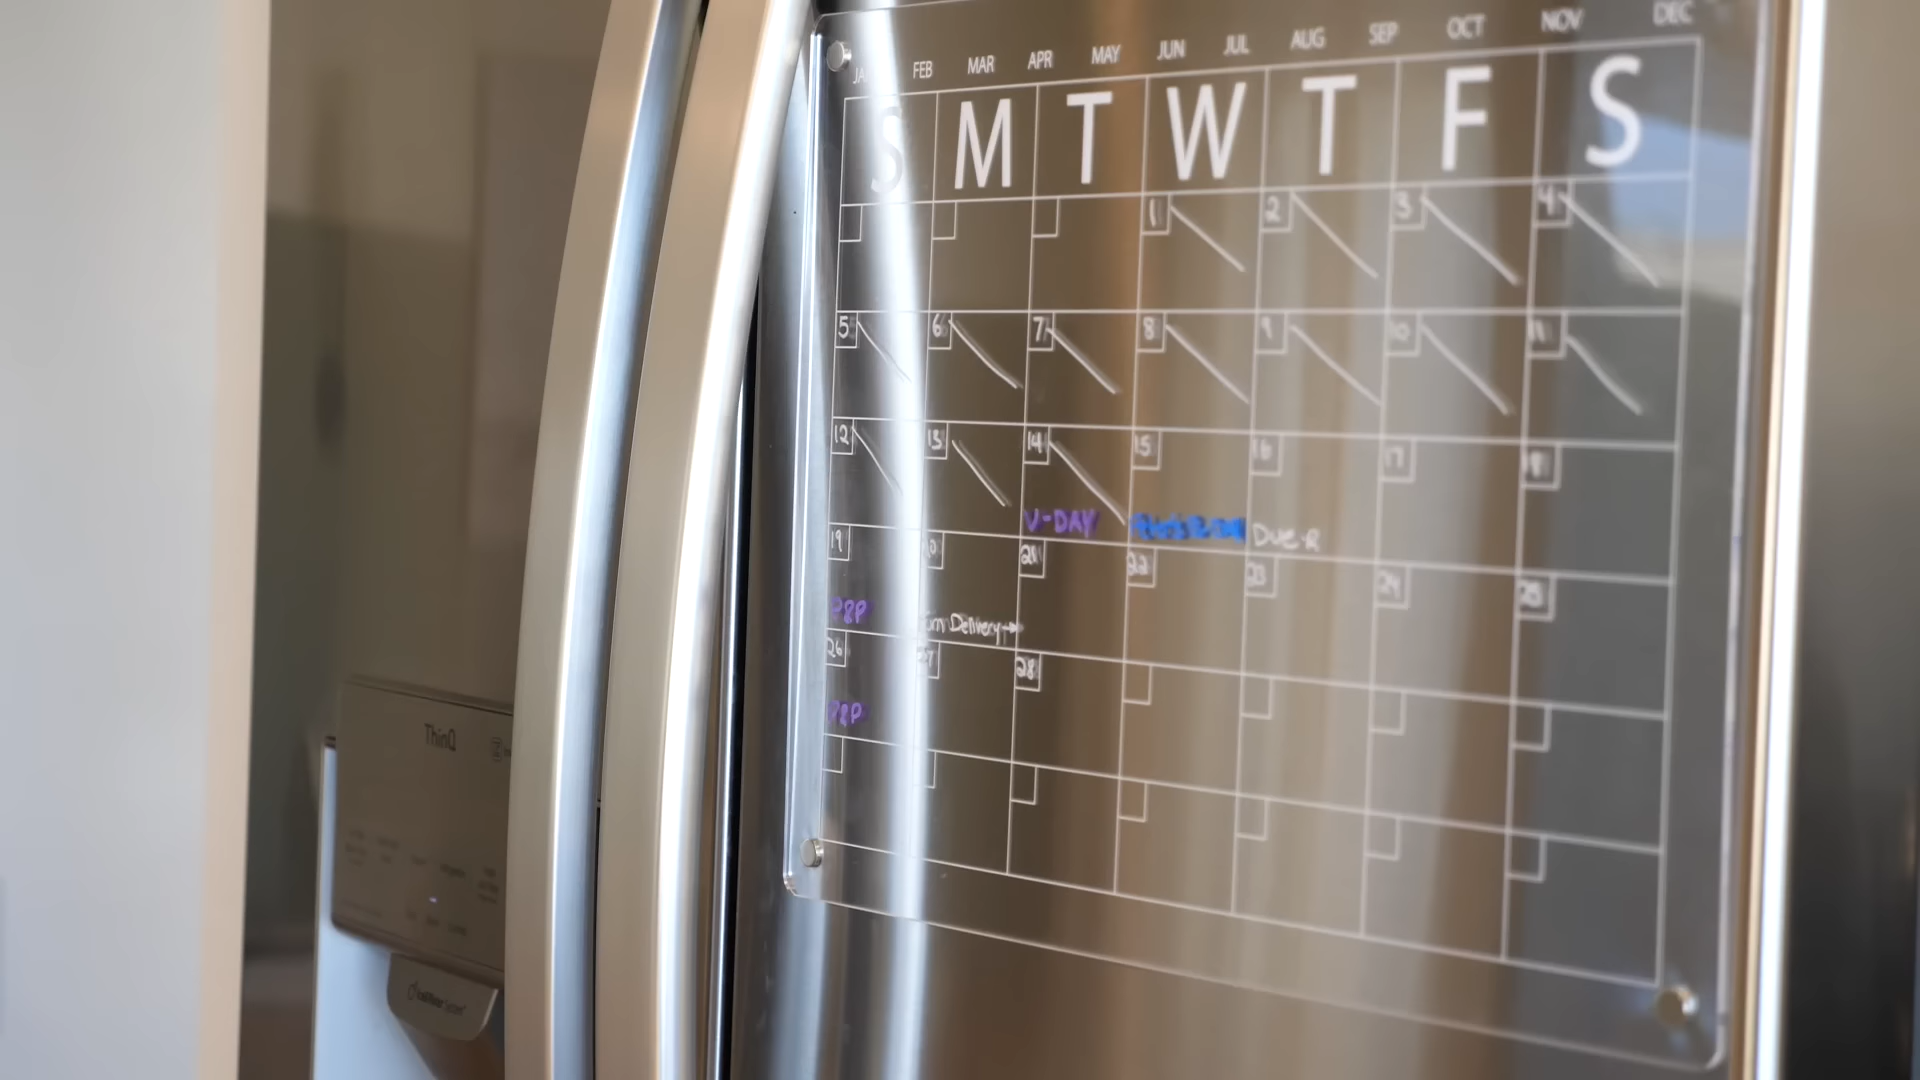 FEB MAR APR MAY JUN JUL AUG SEP OCT NOV DEC
S M T W T F S
1 2 3 4
5 6 7 8 9 10 11
12 13 14 15 16 17 18
V-DAY Due-R
19 20 21 22 23 24 25
P2P Delivery→
26 27 28
P2P
ThinQ